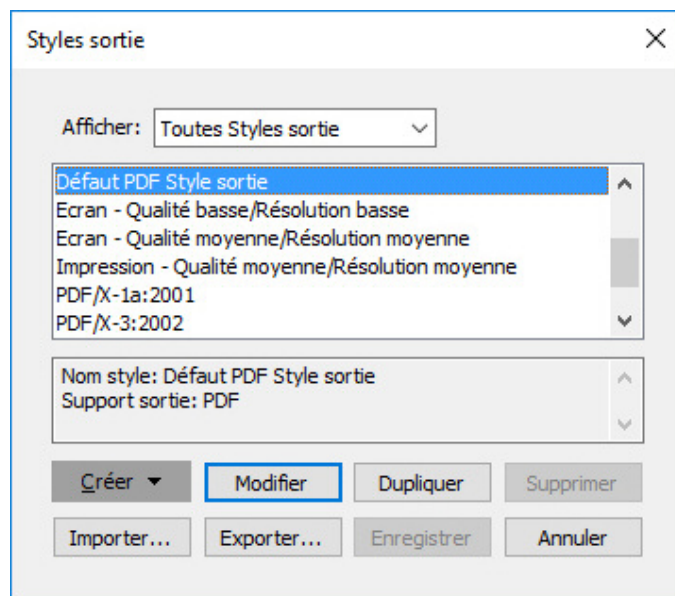 Styles sortie
Afficher: Toutes Styles sortie
Défaut PDF Style sortie
Ecran - Qualité basse/Résolution basse
Ecran - Qualité moyenne/Résolution moyenne
Impression - Qualité moyenne/Résolution moyenne
PDF/X-1a:2001
PDF/X-3:2002
Nom style: Défaut PDF Style sortie
Support sortie: PDF
Créer Modifier Dupliquer Supprimer
Importer... Exporter... Enregistrer Annuler